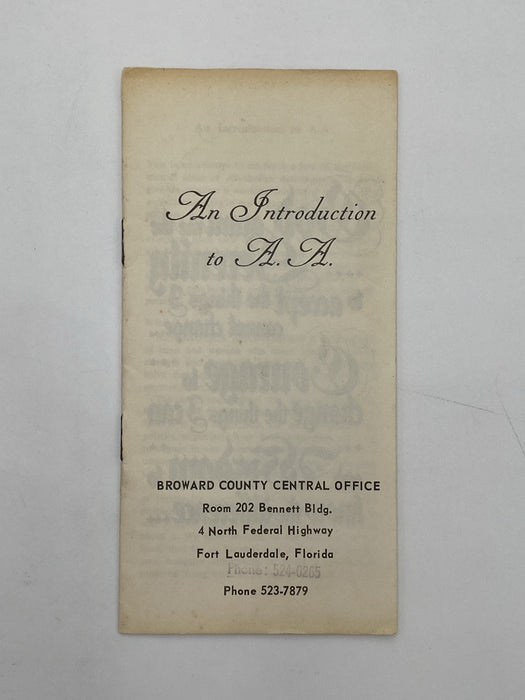 An Introduction
to A. A.
BROWARD COUNTY CENTRAL OFFICE
Room 202 Bennett Bldg.
4 North Federal Highway
Fort Lauderdale, Florida
Phone: 524-0265
Phone 523-7879